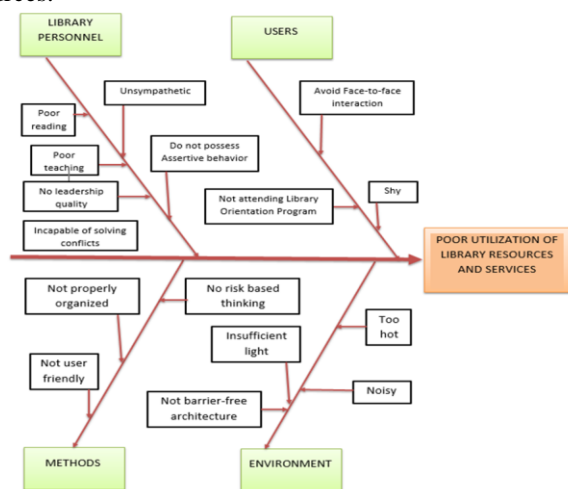 LIBRARY
PERSONNEL
USERS
Unsympathetic
Avoid Face-to-face
interaction
Poor
reading
Do not possess
Assertive behavior
Poor
teaching
No leadership
quality
Not attending Library
Orientation Program
Shy
Incapable of solving
conflicts
POOR UTILIZATION OF
LIBRARY RESOURCES
AND SERVICES
Not properly
organized
No risk based
thinking
Insufficient
light
Too
hot
Not user
friendly
Not barrier-free
architecture
Noisy
METHODS
ENVIRONMENT